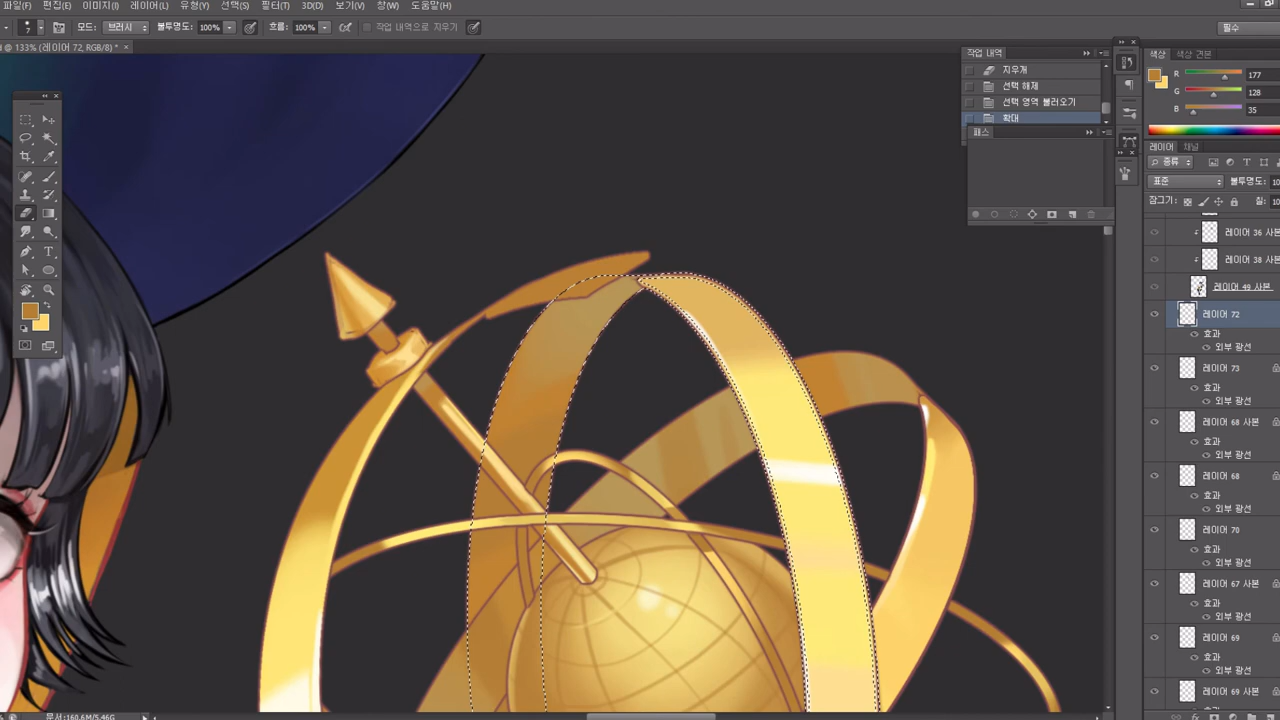 파일(F) 편집(E) 이미지(I) 레이어(L) 유형(Y) 선택(S) 필터(T) 3D(D) 보기(V) 창(W) 도움말(H)
7 모드: 브러시 불투명도: 100% 흐름: 100% 작업 내역으로 지우기 필수
@ 133% (레이어 72, RGB/8) * ×
작업 내역
지우개
선택 해제
선택 영역 불러오기
확대
패스
색상 색상 견본
R 177
G 128
B 35
레이어 채널
종류
표준 불투명도: 10
잠그기: 칠: 10
레이어 36 사
레이어 38 사
레이어 49 사본
레이어 72
효과
외부 광선
레이어 73
효과
외부 광선
레이어 68 사본
효과
외부 광선
레이어 68
효과
외부 광선
레이어 70
효과
외부 광선
레이어 67 사본
효과
외부 광선
레이어 69
효과
외부 광선
레이어 69 사본
문서:160.6M/5.46G